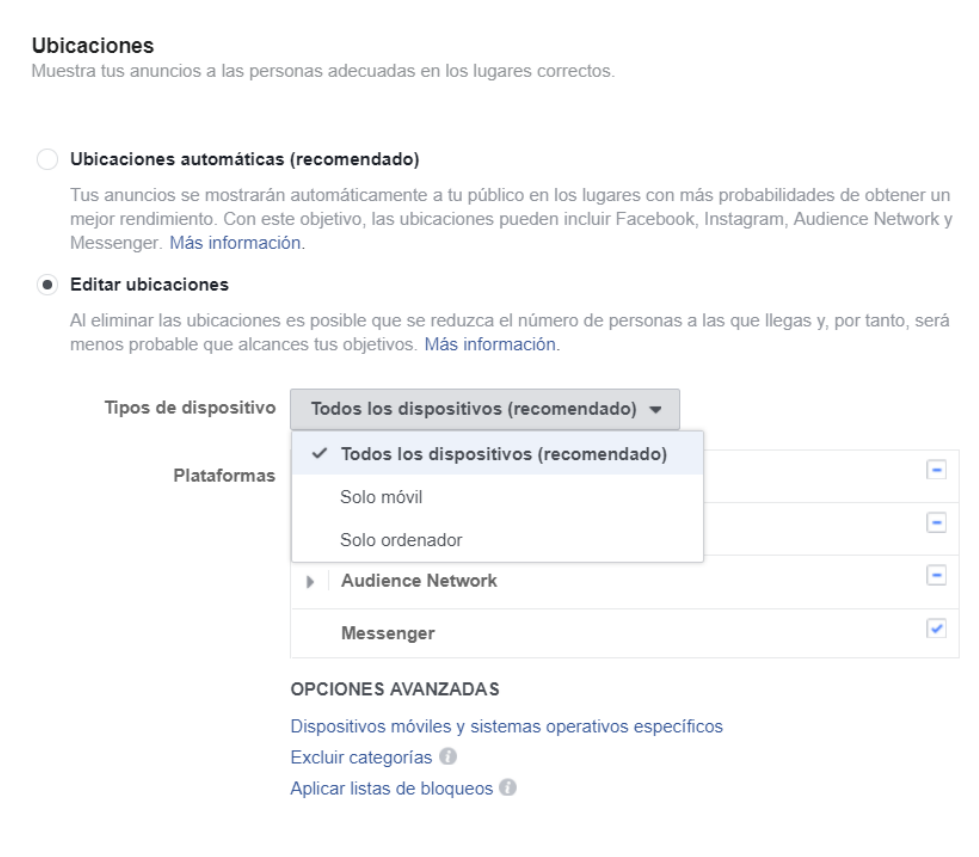 Ubicaciones
Muestra tus anuncios a las personas adecuadas en los lugares correctos.
Ubicaciones automáticas (recomendado)
Tus anuncios se mostrarán automáticamente a tu público en los lugares con más probabilidades de obtener un
mejor rendimiento. Con este objetivo, las ubicaciones pueden incluir Facebook, Instagram, Audience Network y
Messenger. Más información.
Editar ubicaciones
Al eliminar las ubicaciones es posible que se reduzca el número de personas a las que llegas y, por tanto, será
menos probable que alcances tus objetivos. Más información.
Tipos de dispositivo Todos los dispositivos (recomendado)
Todos los dispositivos (recomendado)
Plataformas
Solo móvil
Solo ordenador
Audience Network
Messenger
OPCIONES AVANZADAS
Dispositivos móviles y sistemas operativos específicos
Excluir categorías
Aplicar listas de bloqueos